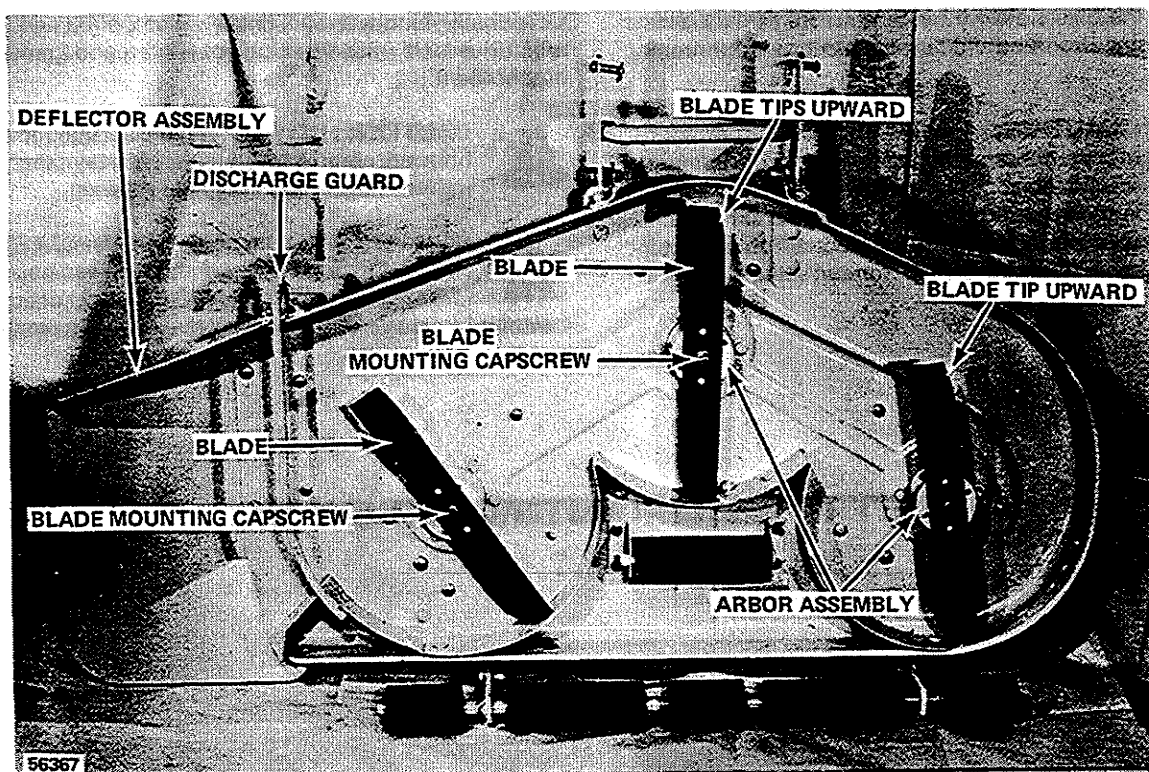 BLADE TIPS UPWARD
DEFLECTOR ASSEMBLY
DISCHARGE GUARD
BLADE
BLADE TIP UPWARD
BLADE
MOUNTING CAPSCREW
BLADE
BLADE MOUNTING CAPSCREW
ARBOR ASSEMBLY
56367